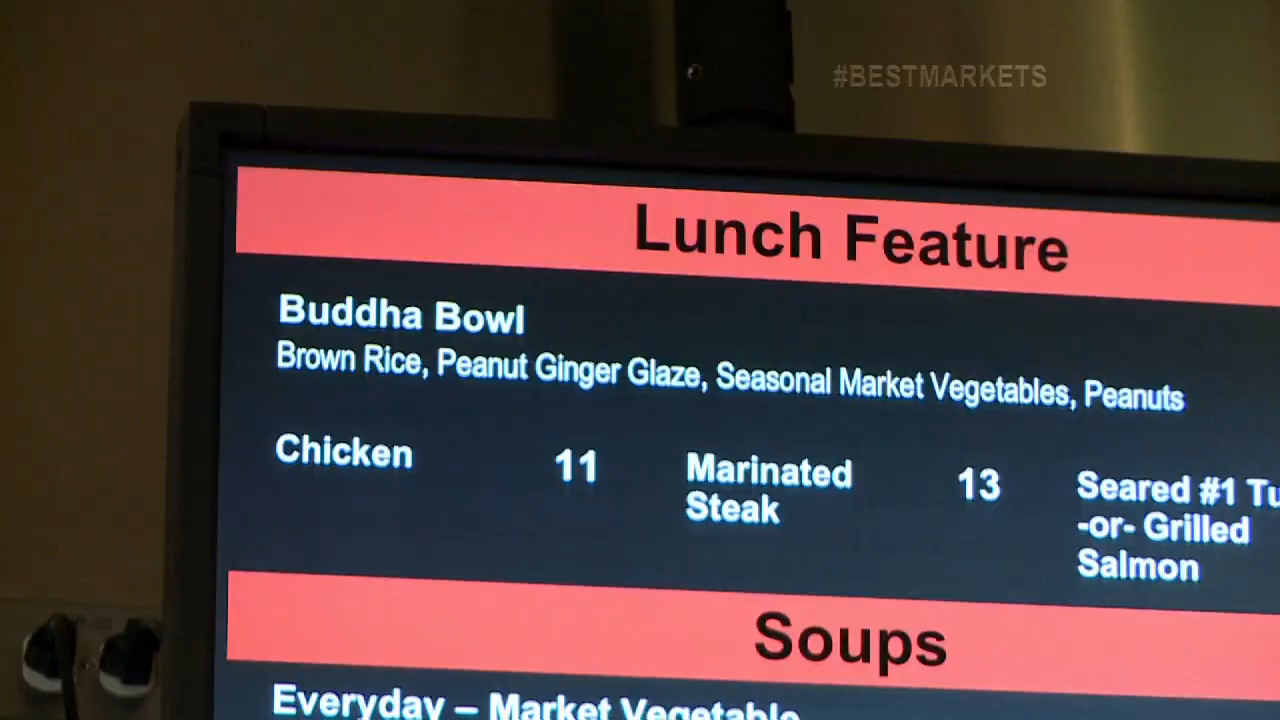 #BESTMARKETS
Lunch Feature
Buddha Bowl
Brown Rice, Peanut Ginger Glaze, Seasonal Market Vegetables, Peanuts
Chicken 11 Marinated Steak 13 Seared #1
-or- Grilled
Salmon
Soups
Everyday – Market Vegetable